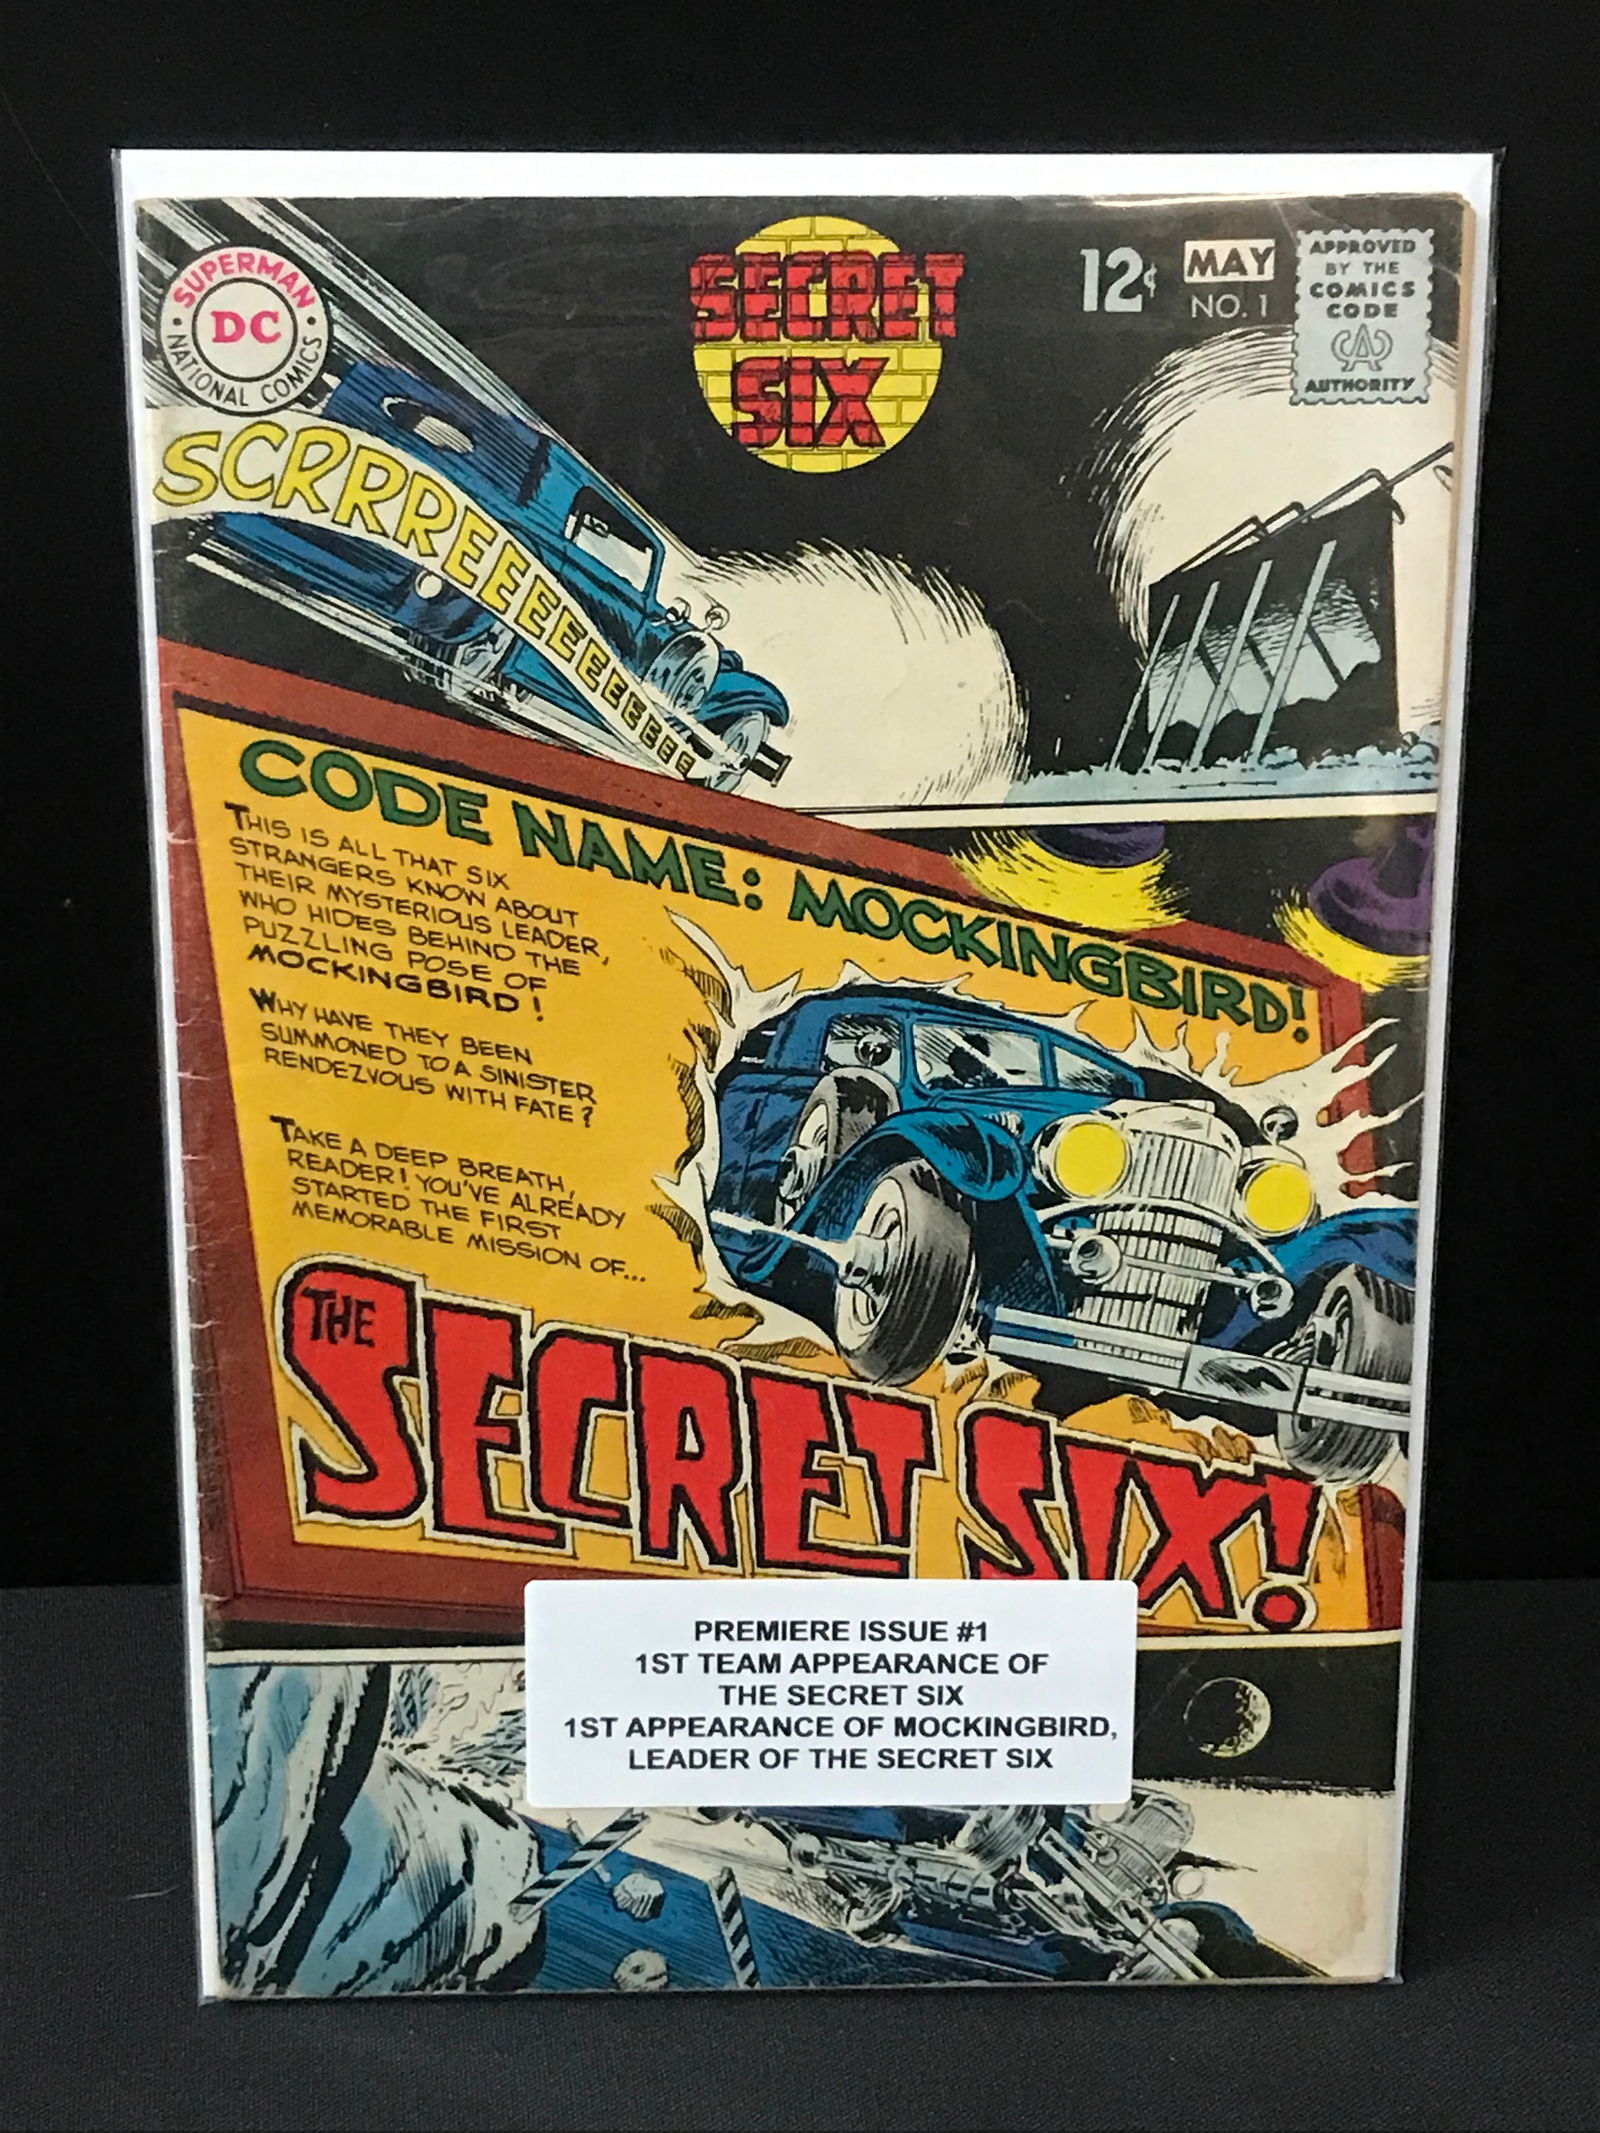 SUPERMAN
DC
NATIONAL COMICS
SECRET
SIX
12¢
MAY
NO. 1
APPROVED
BY THE
COMICS
CODE
CA
AUTHORITY
SCRRRREEEEEEEEEEEEEE
CODE NAME: MOCKINGBIRD!
THIS IS ALL THAT SIX
STRANGERS KNOW ABOUT
THEIR MYSTERIOUS LEADER,
WHO HIDES BEHIND THE
PUZZLING POSE OF
MOCKINGBIRD!
WHY HAVE THEY BEEN
SUMMONED TO A SINISTER
RENDEZVOUS WITH FATE?
TAKE A DEEP BREATH,
READER! YOU'VE ALREADY
STARTED THE FIRST
MEMORABLE MISSION OF...
THE
SECRET SIX!
PREMIERE ISSUE #1
1ST TEAM APPEARANCE OF
THE SECRET SIX
1ST APPEARANCE OF MOCKINGBIRD,
LEADER OF THE SECRET SIX